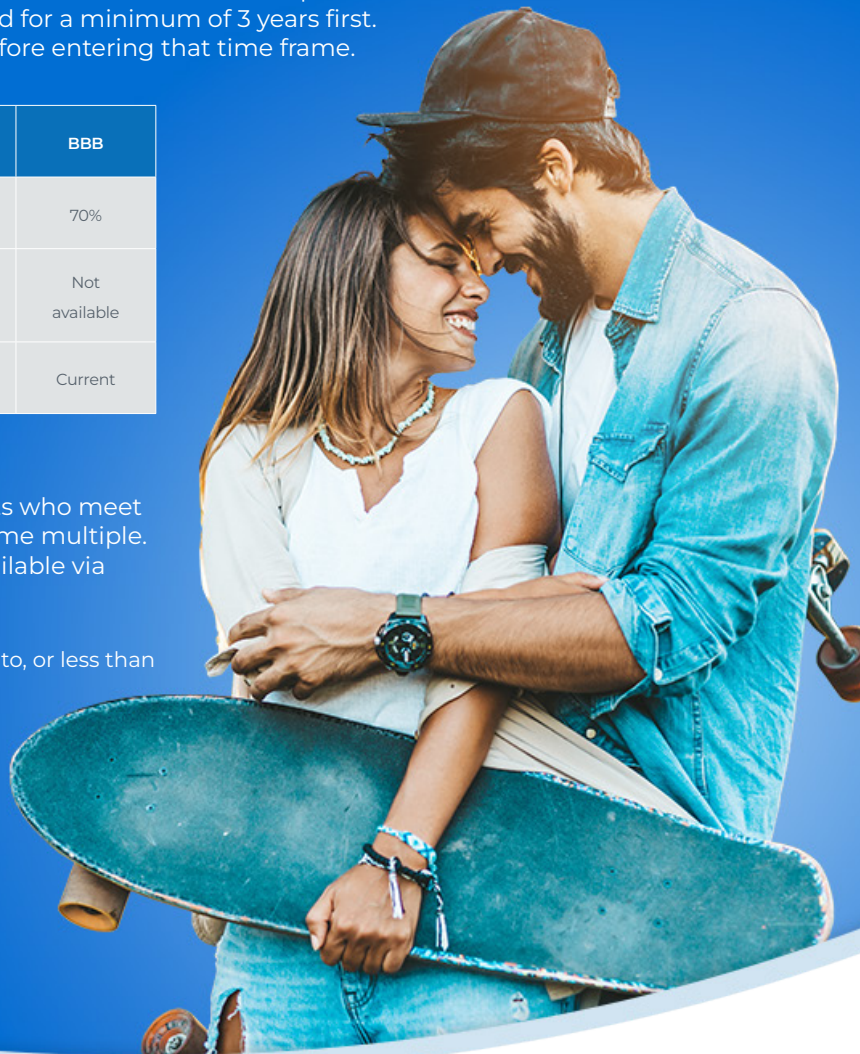 d for a minimum of 3 years first.
fore entering that time frame.
BBB
70%
Not
available
Current
s who meet
me multiple.
ilable via
to, or less than